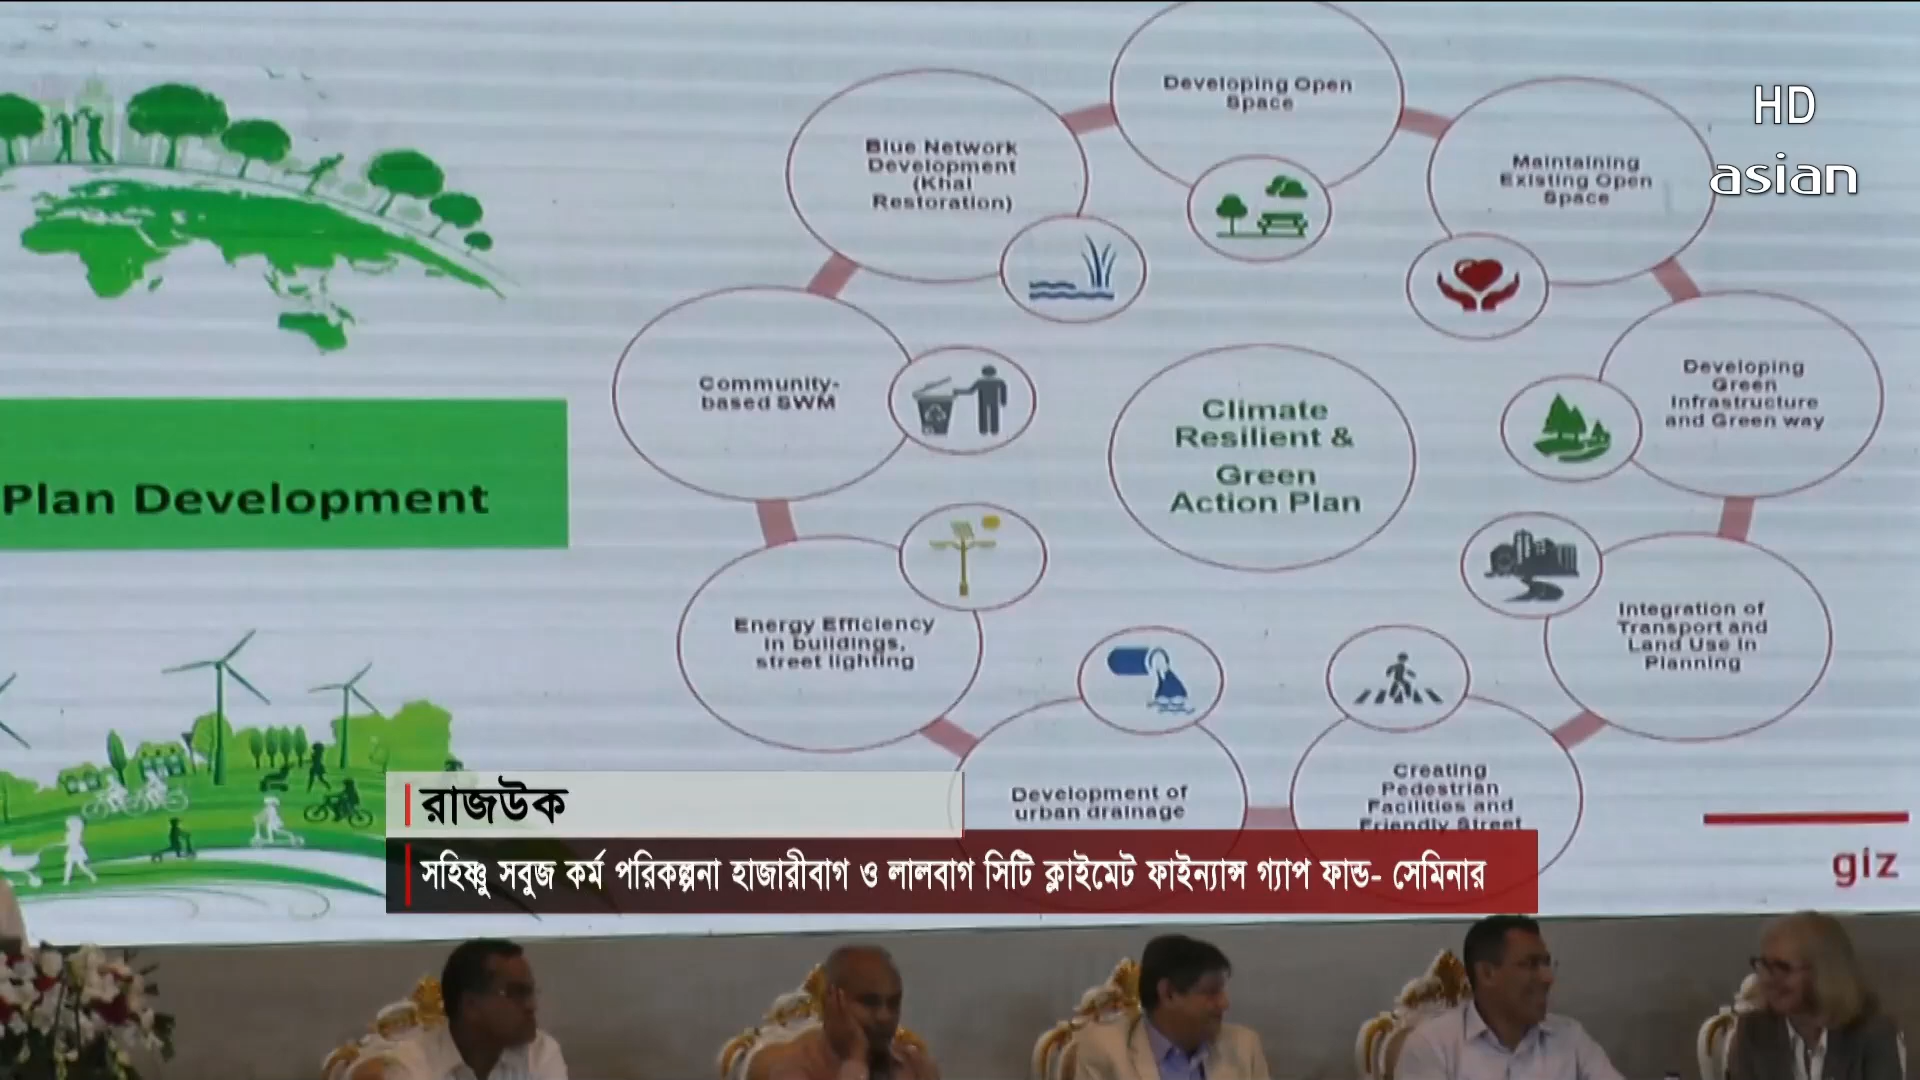 HD
asian
Developing Open
Space
Blue Network
Development
(Khal
Restoration)
Maintaining
Existing Open
Space
Community-
based SWM
Developing
Green
Infrastructure
and Green way
Climate
Resilient &
Green
Action Plan
Plan Development
Energy Efficiency
in buildings,
street lighting
Integration of
Transport and
Land Use in
Planning
Development of
urban drainage
Creating
Pedestrian
Facilities and
Friendly Street
giz
রাজউক
সহিষ্ণু সবুজ কর্ম পরিকল্পনা হাজারীবাগ ও লালবাগ সিটি ক্লাইমেট ফাইন্যান্স গ্যাপ ফান্ড- সেমিনার